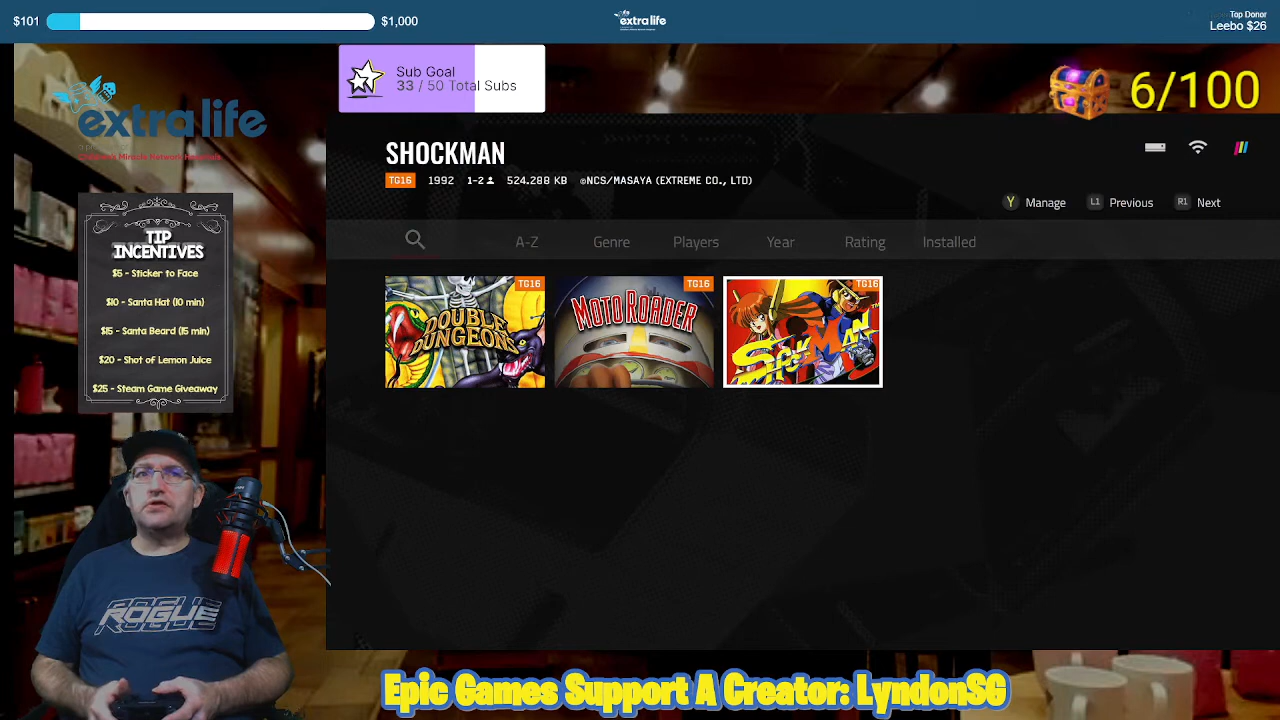 $101
$1,000
extra life
Top Donor
Leebo $26
Sub Goal
33 / 50 Total Subs
6/100
extra life
Children's Miracle Network Hospitals
TIP
INCENTIVES
$5 - Sticker to Face
$10 - Santa Hat (10 min)
$15 - Santa Beard (15 min)
$20 - Shot of Lemon Juice
$25 - Steam Game Giveaway
SHOCKMAN
TG16 1992 1-2 524.288 KB ©NCS/MASAYA (EXTREME CO., LTD)
Y Manage L1 Previous R1 Next
A-Z Genre Players Year Rating Installed
TG16
DOUBLE
DUNGEONS
TG16
MOTO ROADER
TG16
SHOCKMAN
ROGUE
Epic Games Support A Creator: LyndonSG